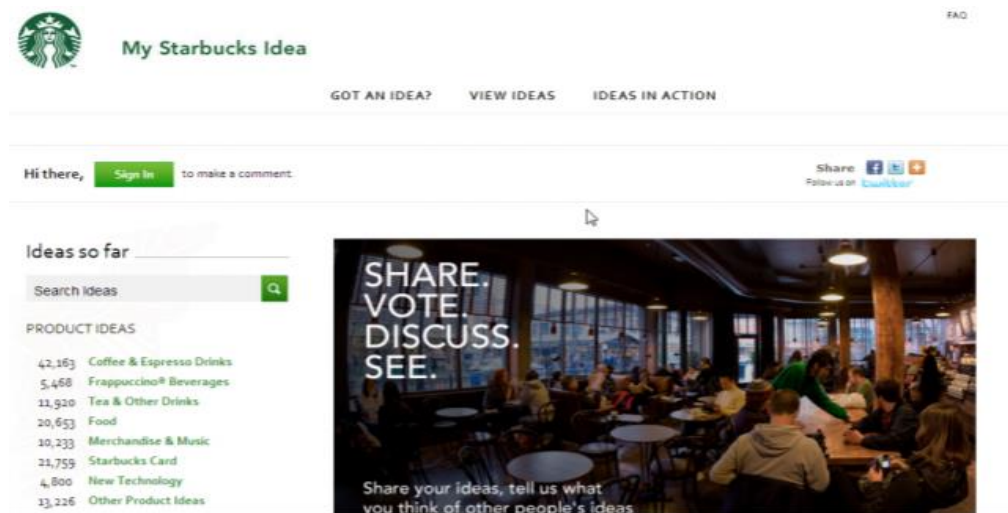 FAQ
My Starbucks Idea
GOT AN IDEA? VIEW IDEAS IDEAS IN ACTION
Hi there, Sign In to make a comment.
Share
Follow us on twitter
Ideas so far
Search Ideas
PRODUCT IDEAS
42,163 Coffee & Espresso Drinks
5,468 Frappuccino® Beverages
11,920 Tea & Other Drinks
20,653 Food
10,233 Merchandise & Music
21,759 Starbucks Card
4,800 New Technology
13,226 Other Product Ideas
SHARE.
VOTE.
DISCUSS.
SEE.
Share your ideas, tell us what
you think of other people's ideas